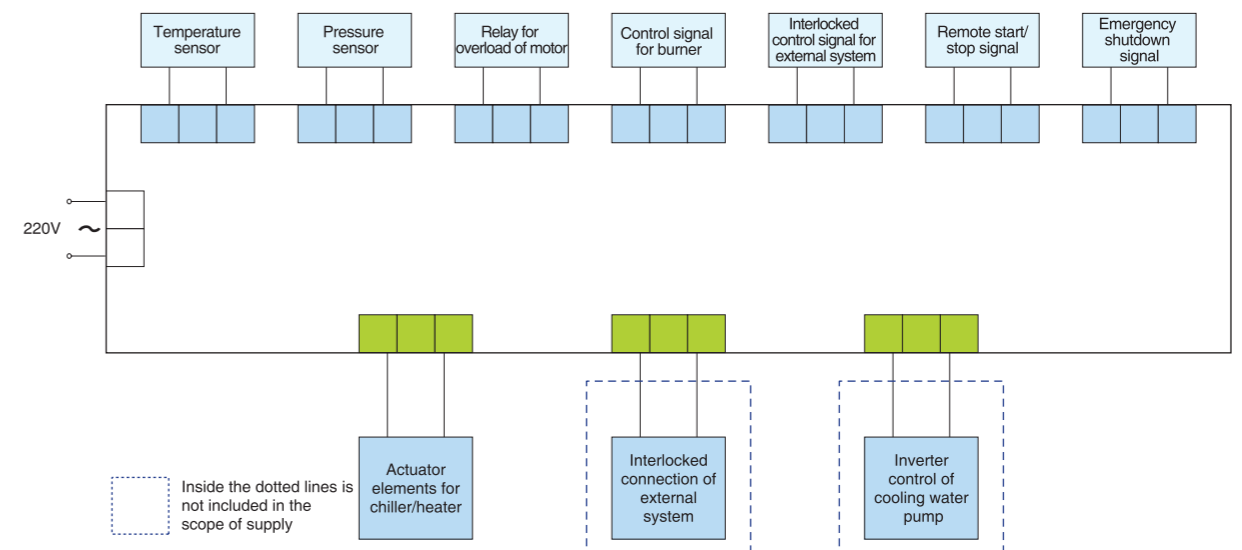 Temperature
sensor
Pressure
sensor
Relay for
overload of motor
Control signal
for burner
Interlocked
control signal for
external system
Remote start/
stop signal
Emergency
shutdown
signal
220V ~
Actuator
elements for
chiller/heater
Interlocked
connection of
external
system
Inverter
control of
cooling water
pump
Inside the dotted lines is
not included in the
scope of supply